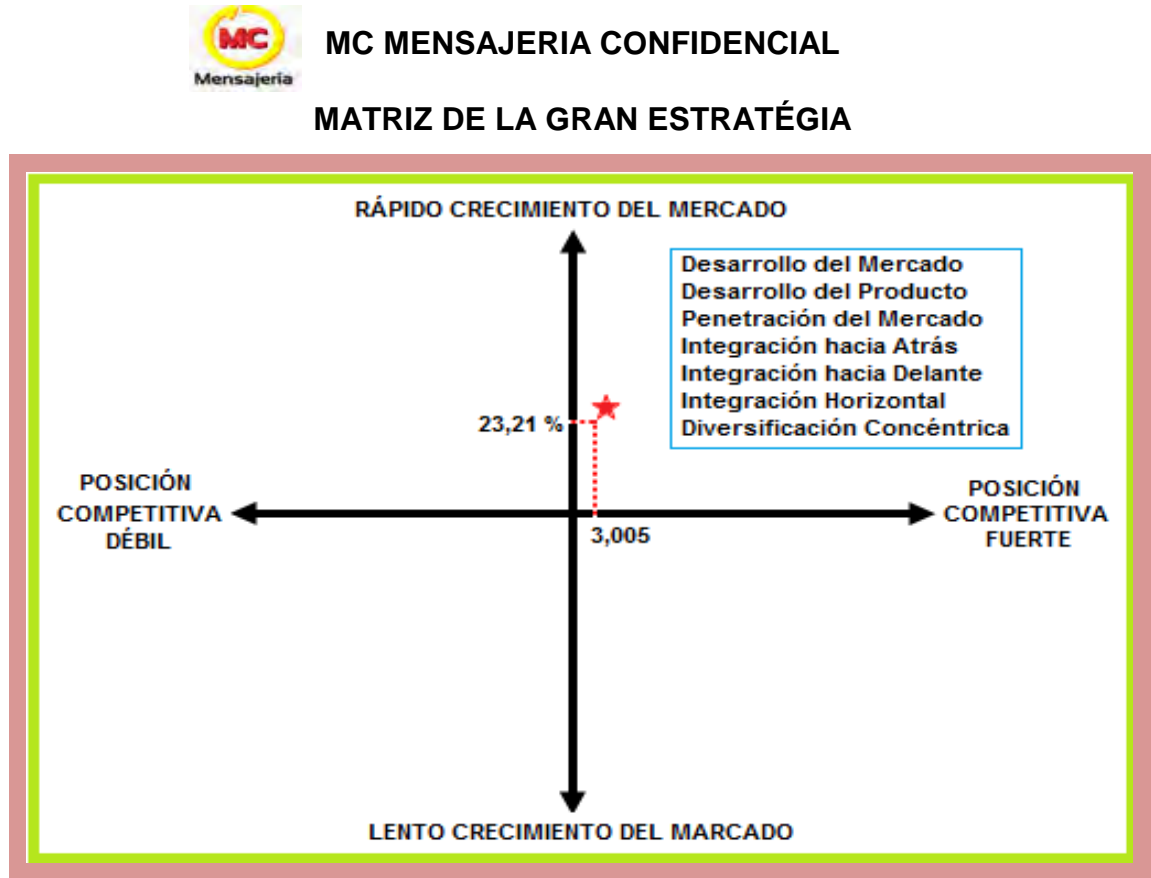 MC
Mensajería
MC MENSAJERIA CONFIDENCIAL
MATRIZ DE LA GRAN ESTRATÉGIA
RÁPIDO CRECIMIENTO DEL MERCADO
Desarrollo del Mercado
Desarrollo del Producto
Penetración del Mercado
Integración hacia Atrás
Integración hacia Delante
Integración Horizontal
Diversificación Concéntrica
23,21 %
POSICIÓN
COMPETITIVA
DÉBIL
POSICIÓN
COMPETITIVA
FUERTE
3,005
LENTO CRECIMIENTO DEL MARCADO